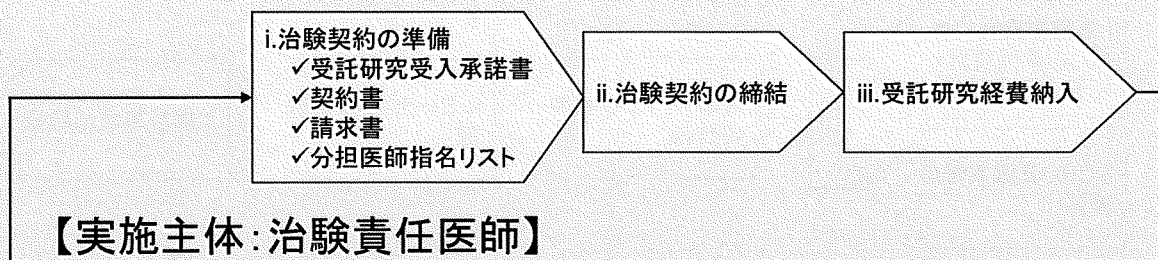 i.治験契約の準備
✓受託研究受入承諾書
✓契約書
✓請求書
✓分担医師指名リスト
ii.治験契約の締結
iii.受託研究経費納入
【実施主体:治験責任医師】